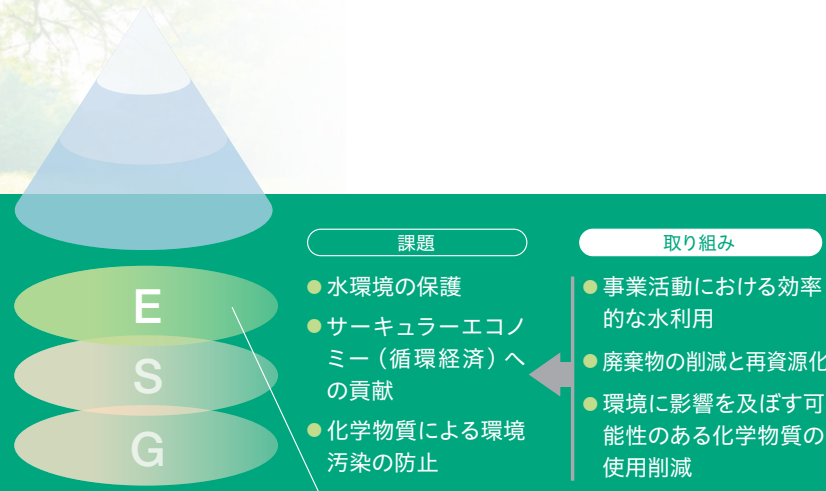 E
S
G
課題
水環境の保護
サーキュラーエコノ
ミー（循環経済）へ
の貢献
化学物質による環境
汚染の防止
取り組み
事業活動における効率
的な水利用
廃棄物の削減と再資源化
環境に影響を及ぼす可
能性のある化学物質の
使用削減